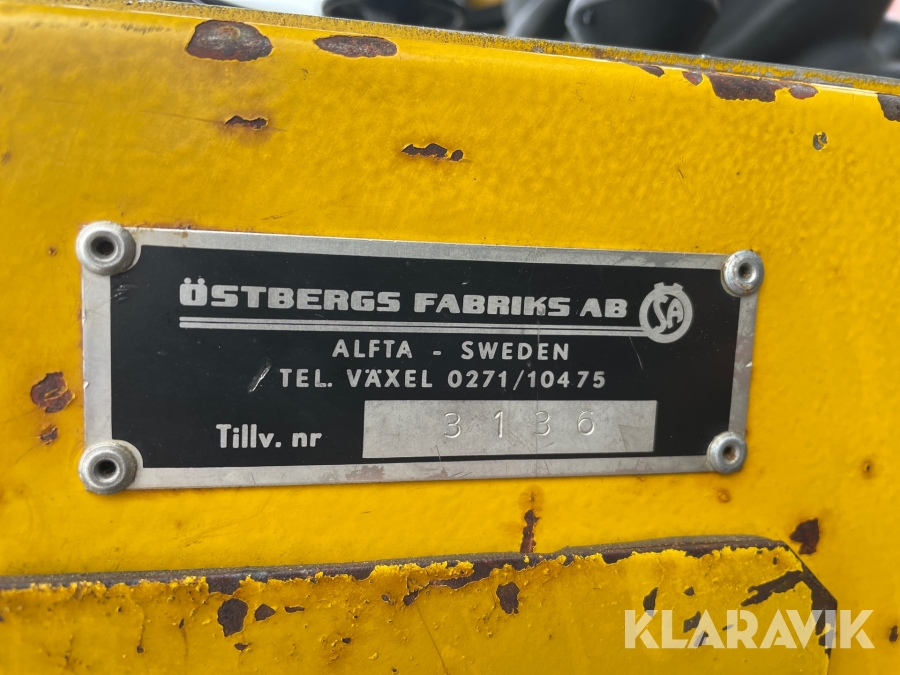 ÖSTBERGS FABRIKS AB ÖSA
ALFTA - SWEDEN
TEL. VÄXEL 0271/10475
Tillv. nr 3136
KLARAVIK